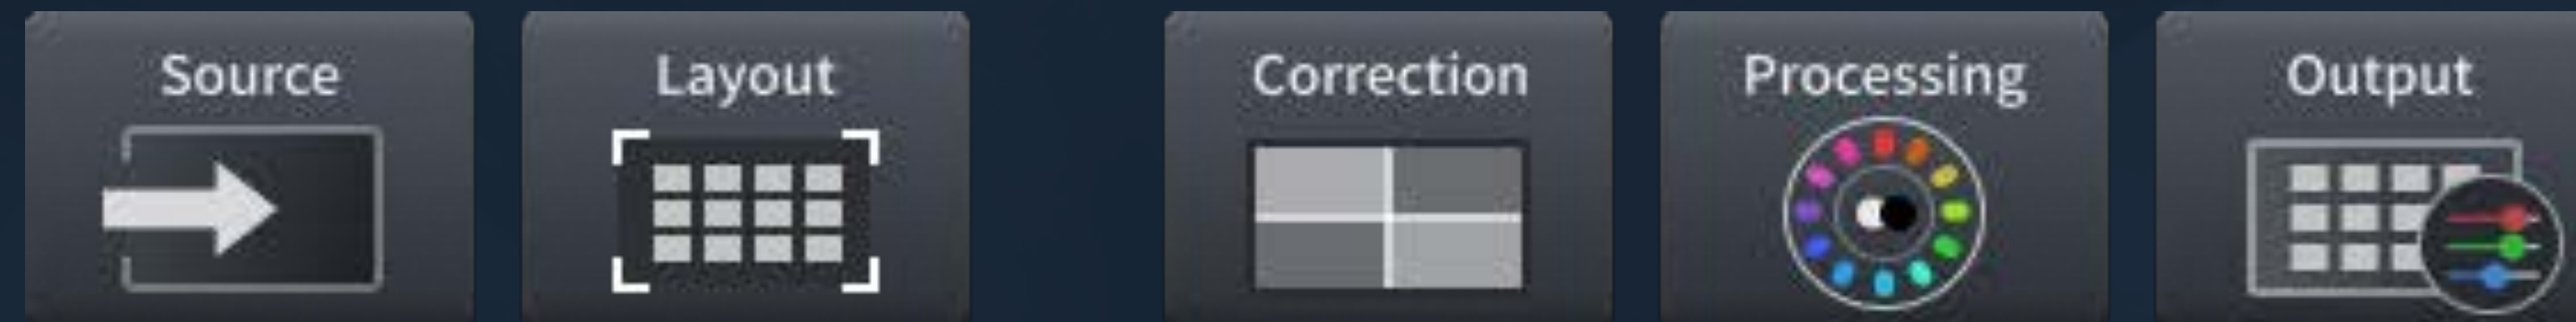 Source
Layout
Correction
Processing
Output